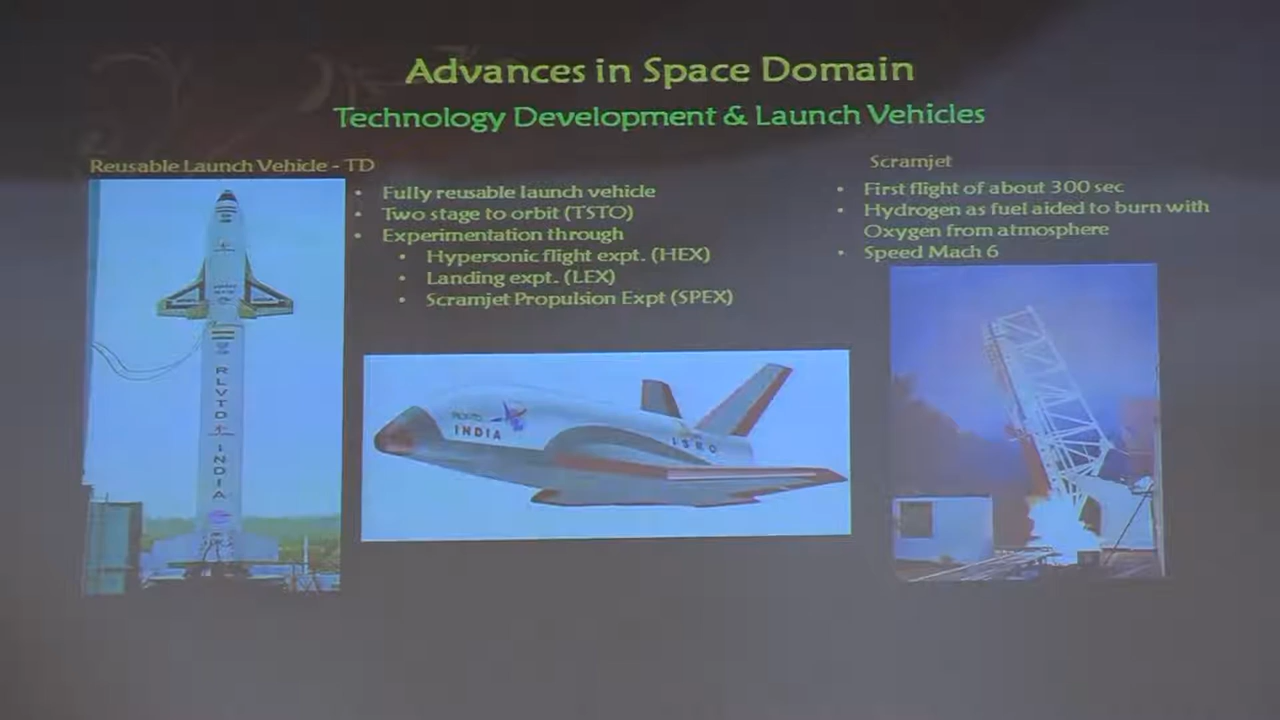 Advances in Space Domain
Technology Development & Launch Vehicles
Reusable Launch Vehicle - TD
Fully reusable launch vehicle
Two stage to orbit (TSTO)
Experimentation through
Hypersonic flight expt. (HEX)
Landing expt. (LEX)
Scramjet Propulsion Expt (SPEX)
Scramjet
First flight of about 300 sec
Hydrogen as fuel aided to burn with
Oxygen from atmosphere
Speed Mach 6
RLVTD
INDIA
INDIA
ISRO